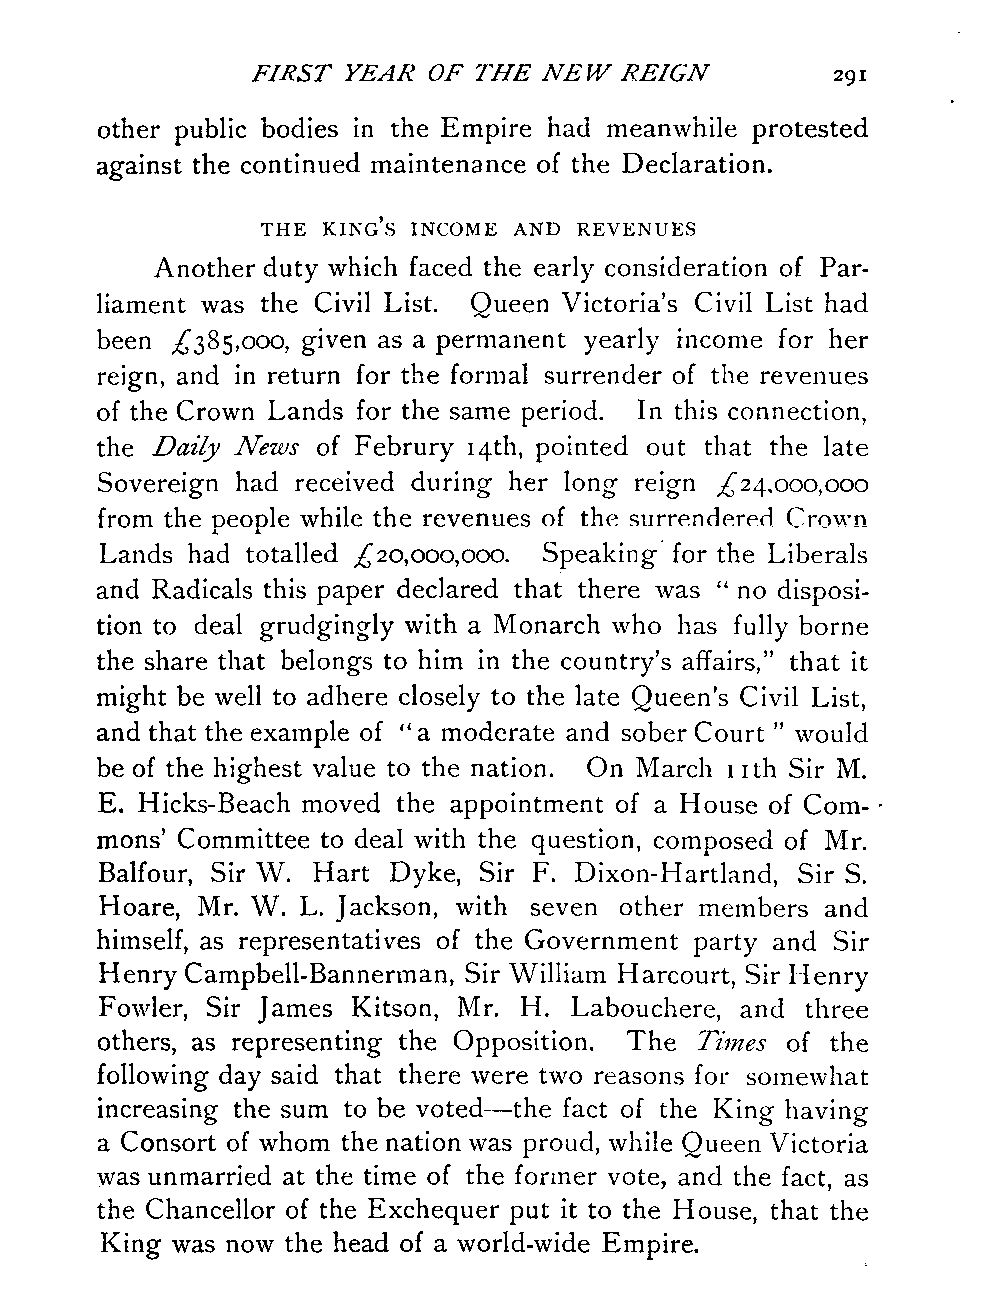 FIRST YEAR OF THE NEW REIGN 291
other public bodies in the Empire had meanwhile protested
against the continued maintenance of the Declaration.
THE KING'S INCOME AND REVENUES
Another duty which faced the early consideration of Par-
liament was the Civil List. Queen Victoria's Civil List had
been £385,000, given as a permanent yearly income for her
reign, and in return for the formal surrender of the revenues
of the Crown Lands for the same period. In this connection,
the Daily News of Februry 14th, pointed out that the late
Sovereign had received during her long reign £24,000,000
from the people while the revenues of the surrendered Crown
Lands had totalled £20,000,000. Speaking for the Liberals
and Radicals this paper declared that there was " no disposi-
tion to deal grudgingly with a Monarch who has fully borne
the share that belongs to him in the country's affairs," that it
might be well to adhere closely to the late Queen's Civil List,
and that the example of "a moderate and sober Court " would
be of the highest value to the nation. On March 11th Sir M.
E. Hicks-Beach moved the appointment of a House of Com-
mons' Committee to deal with the question, composed of Mr.
Balfour, Sir W. Hart Dyke, Sir F. Dixon-Hartland, Sir S.
Hoare, Mr. W. L. Jackson, with seven other members and
himself, as representatives of the Government party and Sir
Henry Campbell-Bannerman, Sir William Harcourt, Sir Henry
Fowler, Sir James Kitson, Mr. H. Labouchere, and three
others, as representing the Opposition. The Times of the
following day said that there were two reasons for somewhat
increasing the sum to be voted—the fact of the King having
a Consort of whom the nation was proud, while Queen Victoria
was unmarried at the time of the former vote, and the fact, as
the Chancellor of the Exchequer put it to the House, that the
King was now the head of a world-wide Empire.